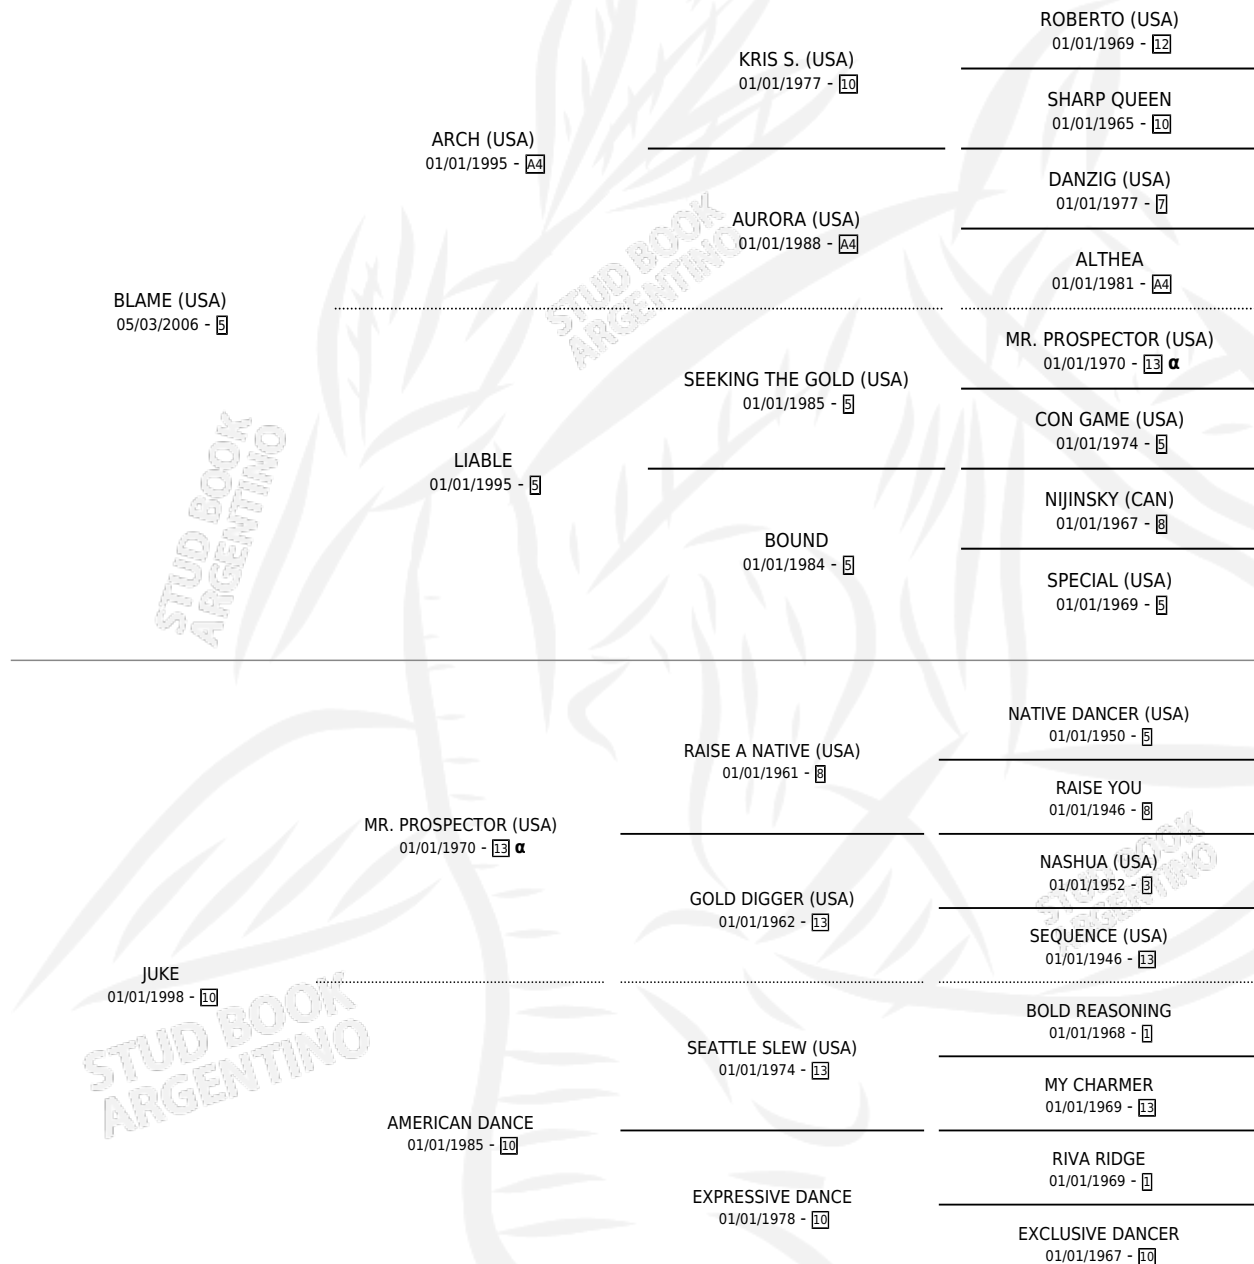 ROBERTO (USA)
01/01/1969 - 12
KRIS S. (USA)
01/01/1977 - 10
SHARP QUEEN
01/01/1965 - 10
ARCH (USA)
01/01/1995 - A4
DANZIG (USA)
01/01/1977 - 7
AURORA (USA)
01/01/1988 - A4
ALTHEA
01/01/1981 - A4
BLAME (USA)
05/03/2006 - 5
MR. PROSPECTOR (USA)
01/01/1970 - 13 α
SEEKING THE GOLD (USA)
01/01/1985 - 5
CON GAME (USA)
01/01/1974 - 5
LIABLE
01/01/1995 - 5
NIJINSKY (CAN)
01/01/1967 - 8
BOUND
01/01/1984 - 5
SPECIAL (USA)
01/01/1969 - 5
NATIVE DANCER (USA)
01/01/1950 - 5
RAISE A NATIVE (USA)
01/01/1961 - 8
RAISE YOU
01/01/1946 - 8
MR. PROSPECTOR (USA)
01/01/1970 - 13 α
NASHUA (USA)
01/01/1952 - 3
GOLD DIGGER (USA)
01/01/1962 - 13
SEQUENCE (USA)
01/01/1946 - 13
JUKE
01/01/1998 - 10
BOLD REASONING
01/01/1968 - 1
SEATTLE SLEW (USA)
01/01/1974 - 13
MY CHARMER
01/01/1969 - 13
AMERICAN DANCE
01/01/1985 - 10
RIVA RIDGE
01/01/1969 - 1
EXPRESSIVE DANCE
01/01/1978 - 10
EXCLUSIVE DANCER
01/01/1967 - 10
STUD BOOK
ARGENTINO
STUD BOOK
ARGENTINO
STUD BOOK
ARGENTINO
STUD BOOK
ARGENTINO